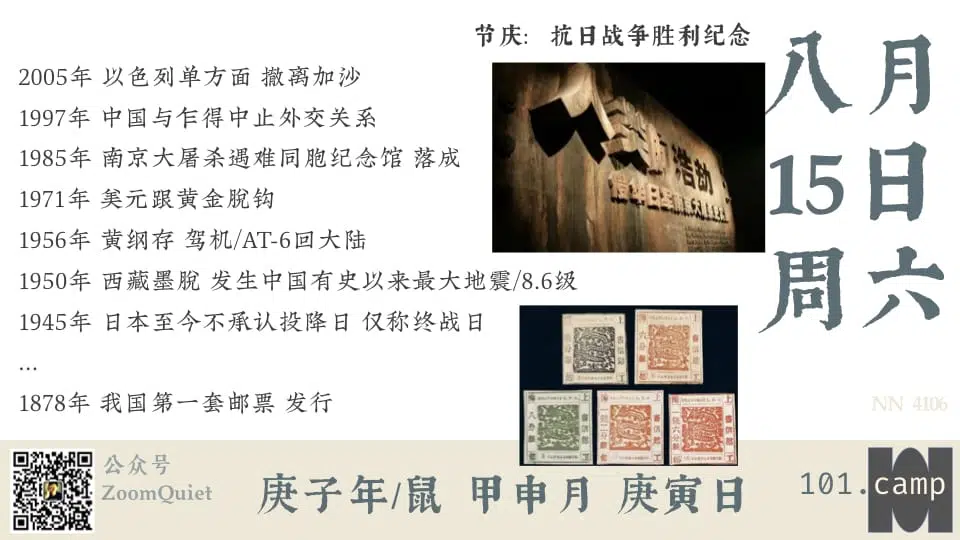 节庆: 抗日战争胜利纪念
八月
15日
周六
2005年 以色列单方面 撤离加沙
1997年 中国与乍得中止外交关系
1985年 南京大屠杀遇难同胞纪念馆 落成
1971年 美元跟黄金脱钩
1956年 黄纲存 驾机/AT-6回大陆
1950年 西藏墨脱 发生中国有史以来最大地震/8.6级
1945年 日本至今不承认投降日 仅称终战日
...
1878年 我国第一套邮票 发行
浩劫
NN 4106
公众号
ZoomQuiet
庚子年/鼠 甲申月 庚寅日
101.camp